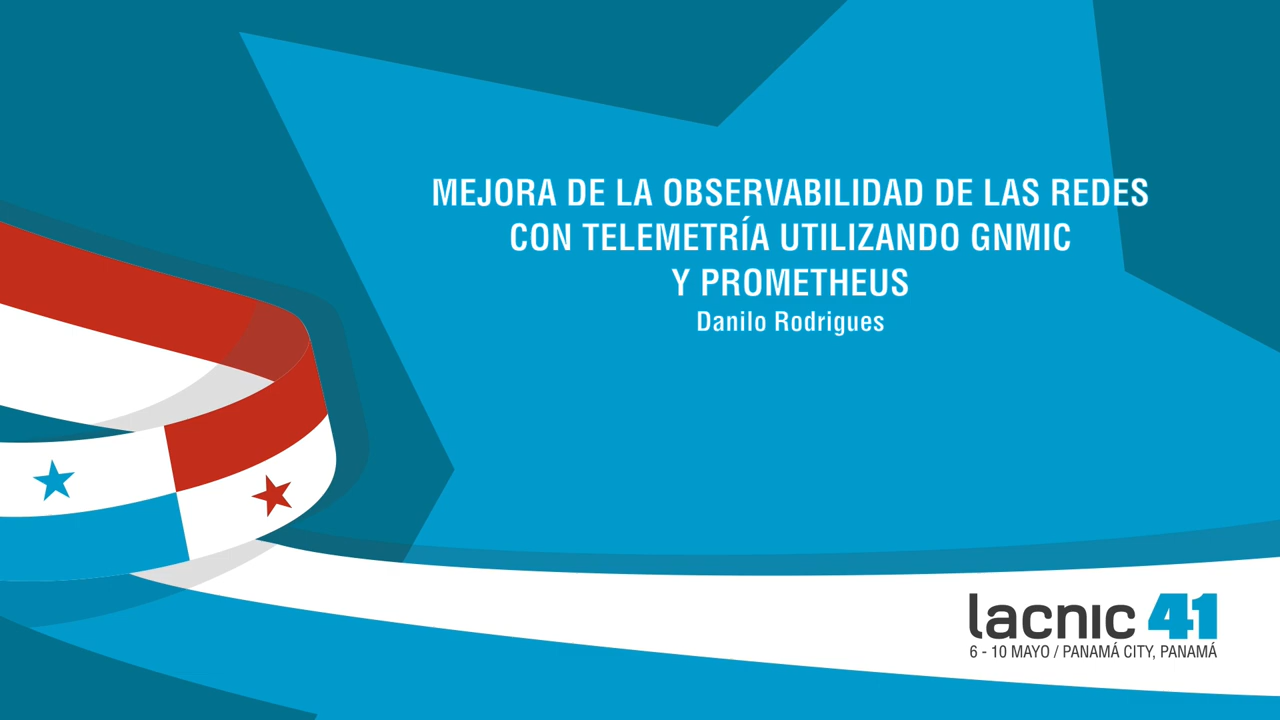 MEJORA DE LA OBSERVABILIDAD DE LAS REDES
CON TELEMETRÍA UTILIZANDO GNMIC
Y PROMETHEUS
Danilo Rodrigues
lacnic 41
6 - 10 MAYO / PANAMÁ CITY, PANAMÁ